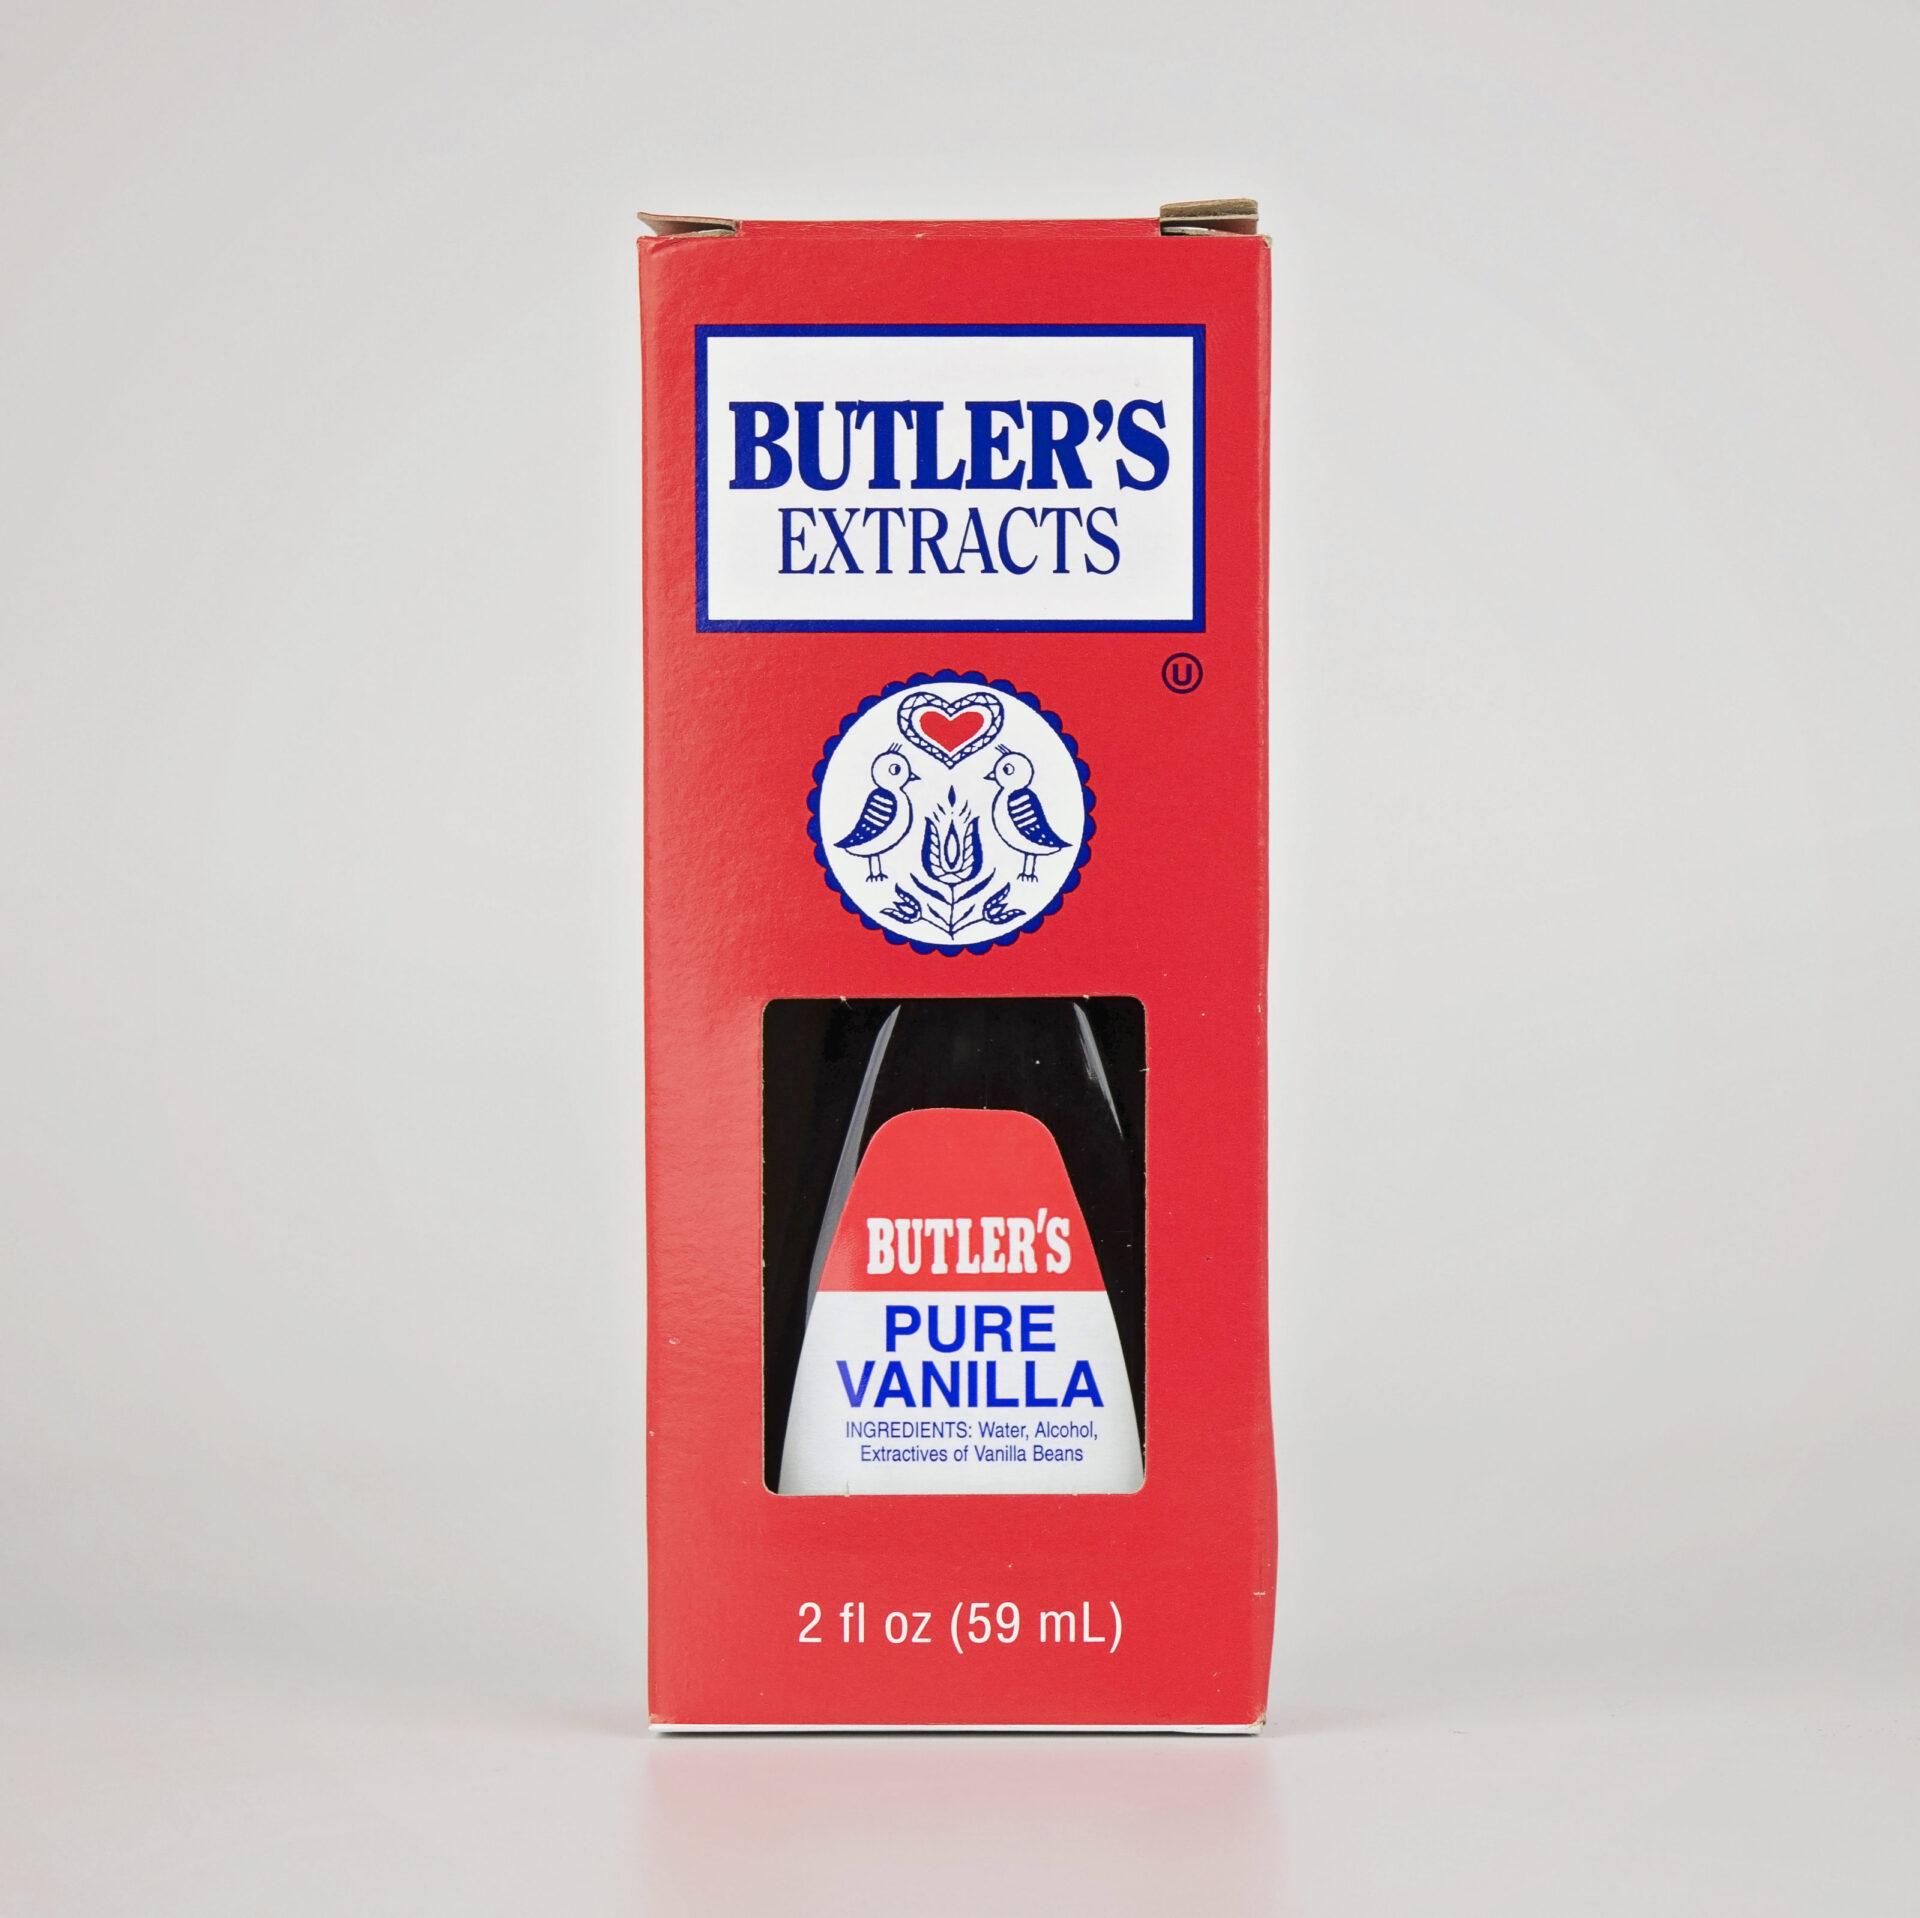 BUTLER'S
EXTRACTS
U
BUTLER'S
PURE
VANILLA
INGREDIENTS: Water, Alcohol,
Extractives of Vanilla Beans
2 fl oz (59 mL)